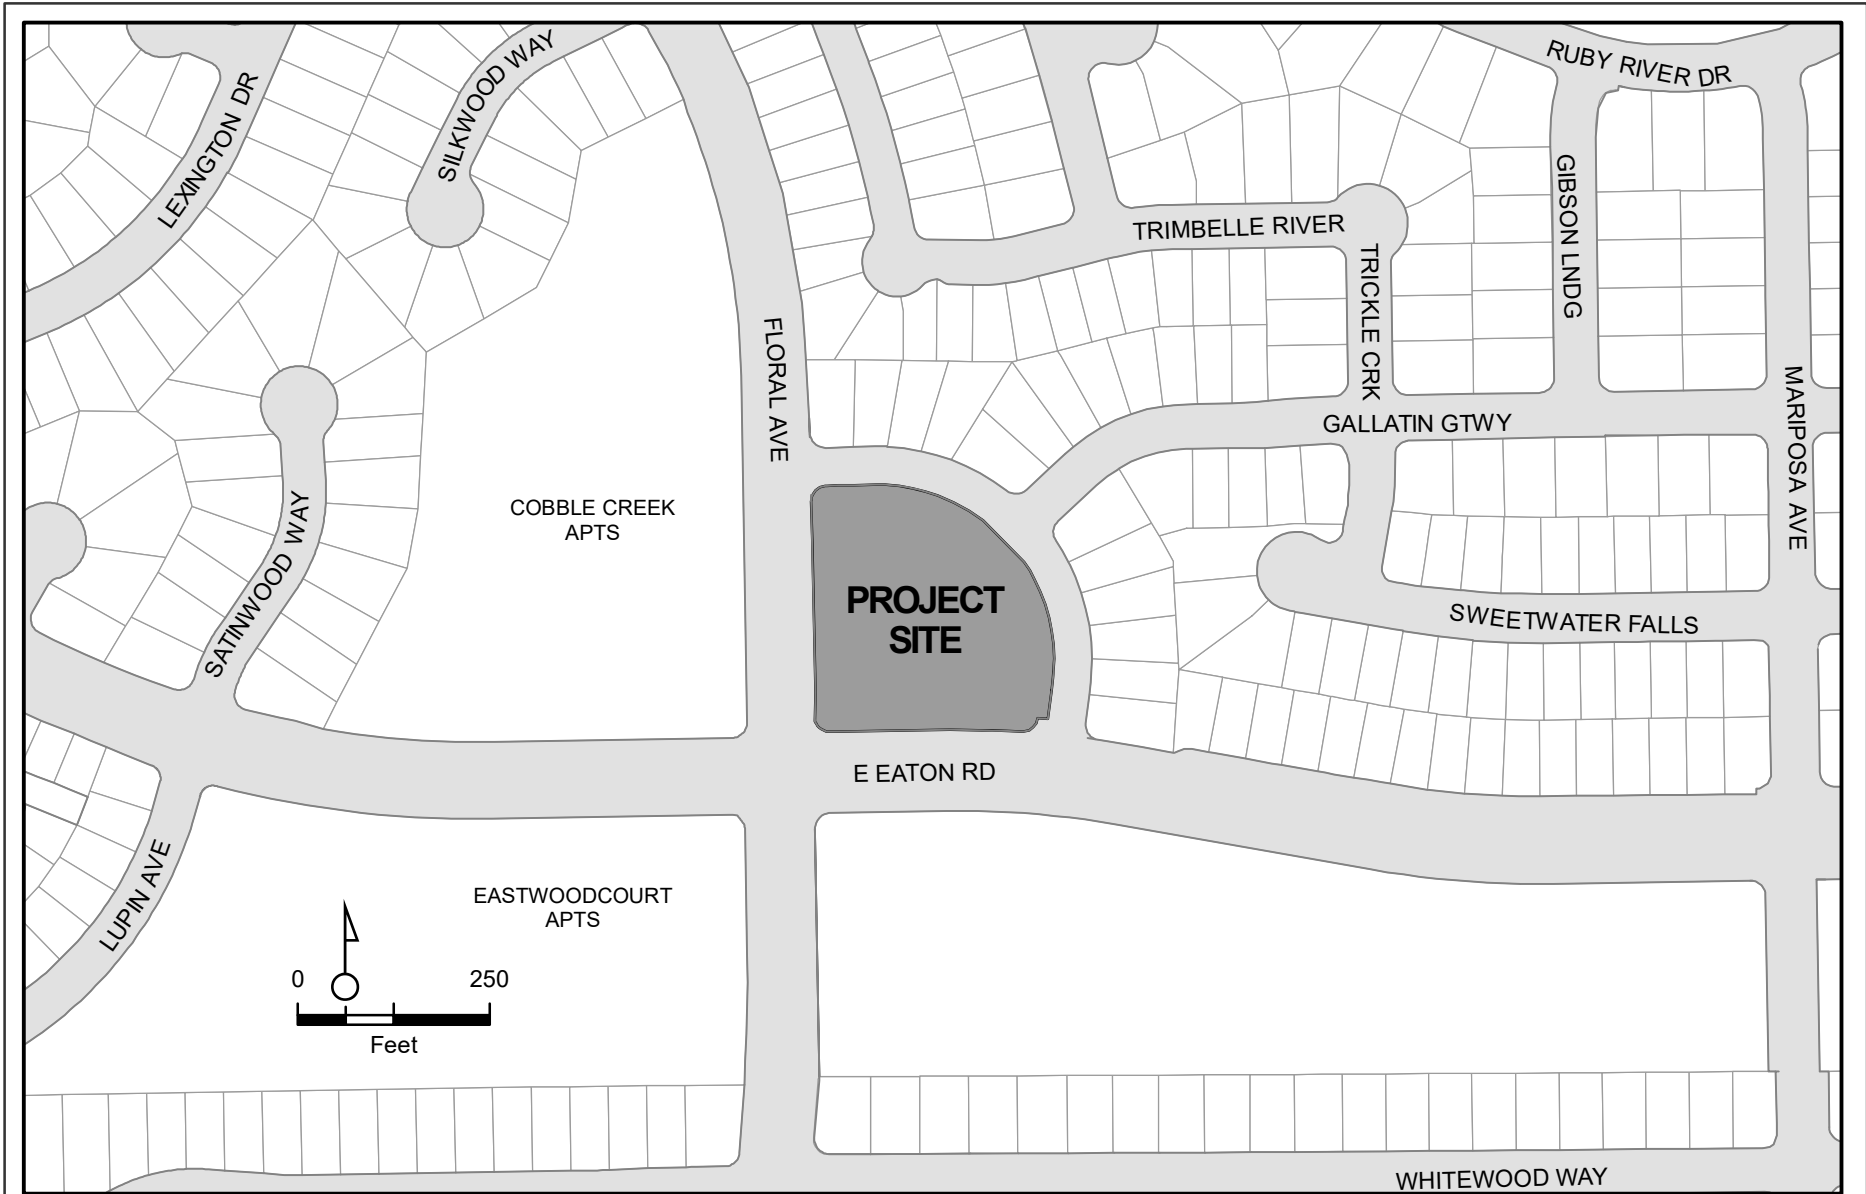 RUBY RIVER DR
SILKWOOD WAY
LEXINGTON DR
GIBSON LNDG
TRIMBELLE RIVER
TRICKLE CRK
FLORAL AVE
MARIPOSA AVE
GALLATIN GTWY
COBBLE CREEK
APTS
SATINWOOD WAY
PROJECT
SITE
SWEETWATER FALLS
E EATON RD
LUPIN AVE
EASTWOODCOURT
APTS
0 250
Feet
WHITEWOOD WAY